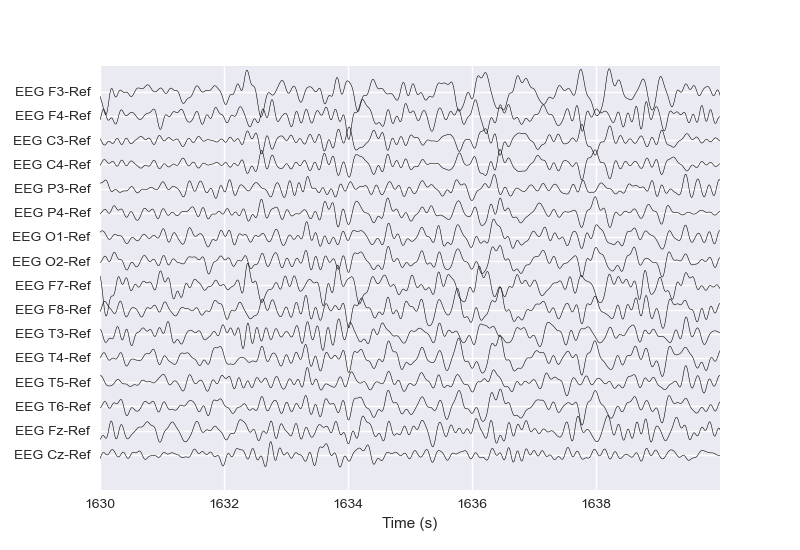 EEG F3-Ref
EEG F4-Ref
EEG C3-Ref
EEG C4-Ref
EEG P3-Ref
EEG P4-Ref
EEG O1-Ref
EEG O2-Ref
EEG F7-Ref
EEG F8-Ref
EEG T3-Ref
EEG T4-Ref
EEG T5-Ref
EEG T6-Ref
EEG Fz-Ref
EEG Cz-Ref
1630 1632 1634 1636 1638
Time (s)